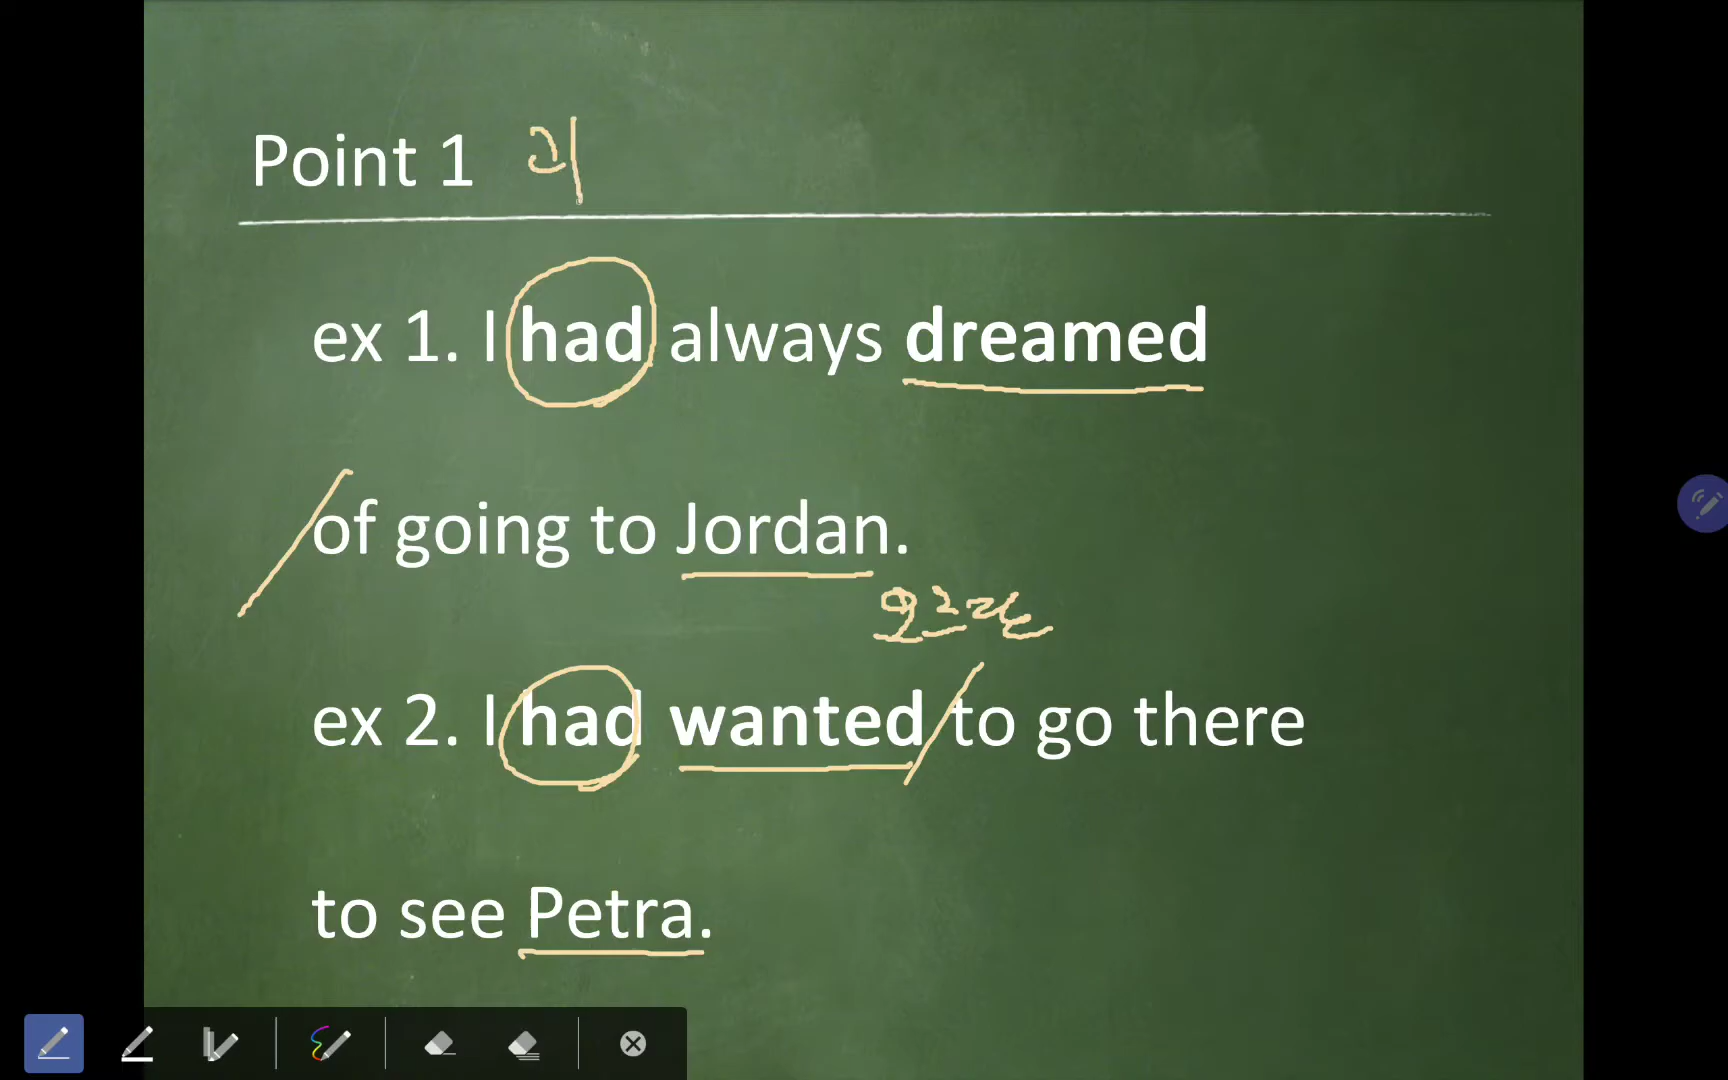 Point 1
ex 1. I had always dreamed
of going to Jordan.
ex 2. I had wanted to go there
to see Petra.